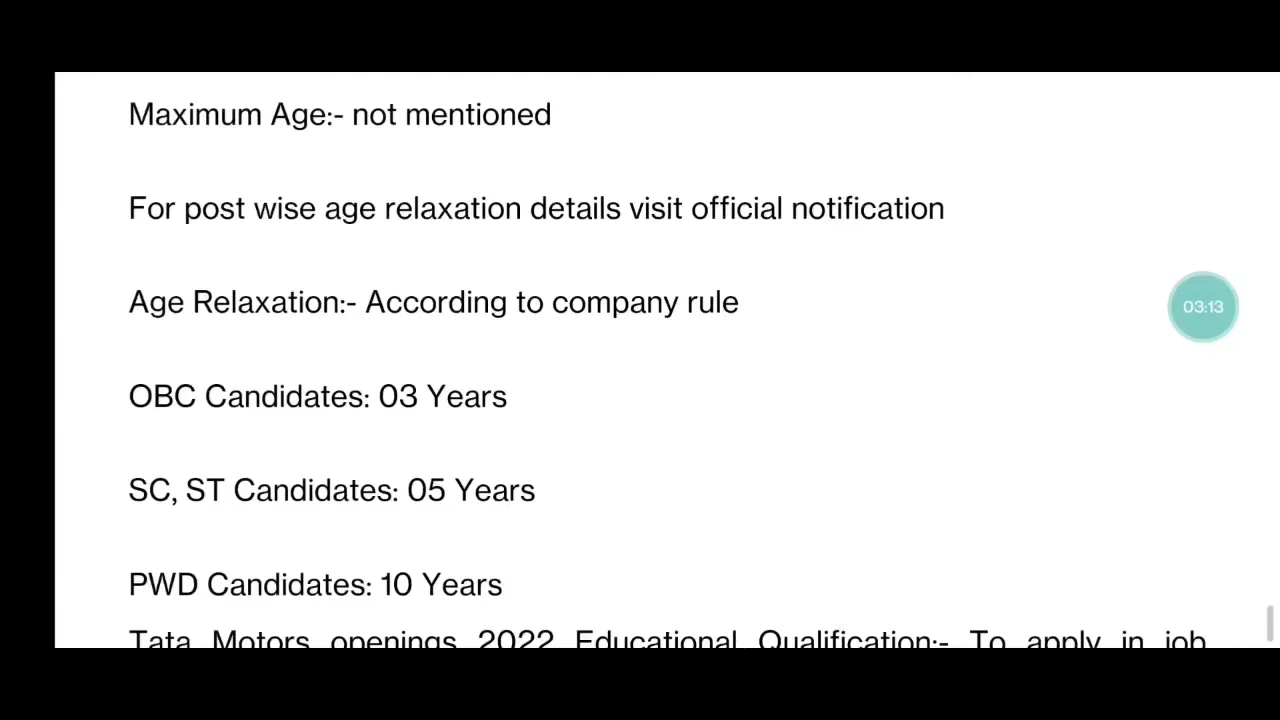 Maximum Age:- not mentioned
For post wise age relaxation details visit official notification
Age Relaxation:- According to company rule
03:13
OBC Candidates: 03 Years
SC, ST Candidates: 05 Years
PWD Candidates: 10 Years
Tata Motors openings 2022 Educational Qualification:- To apply in job